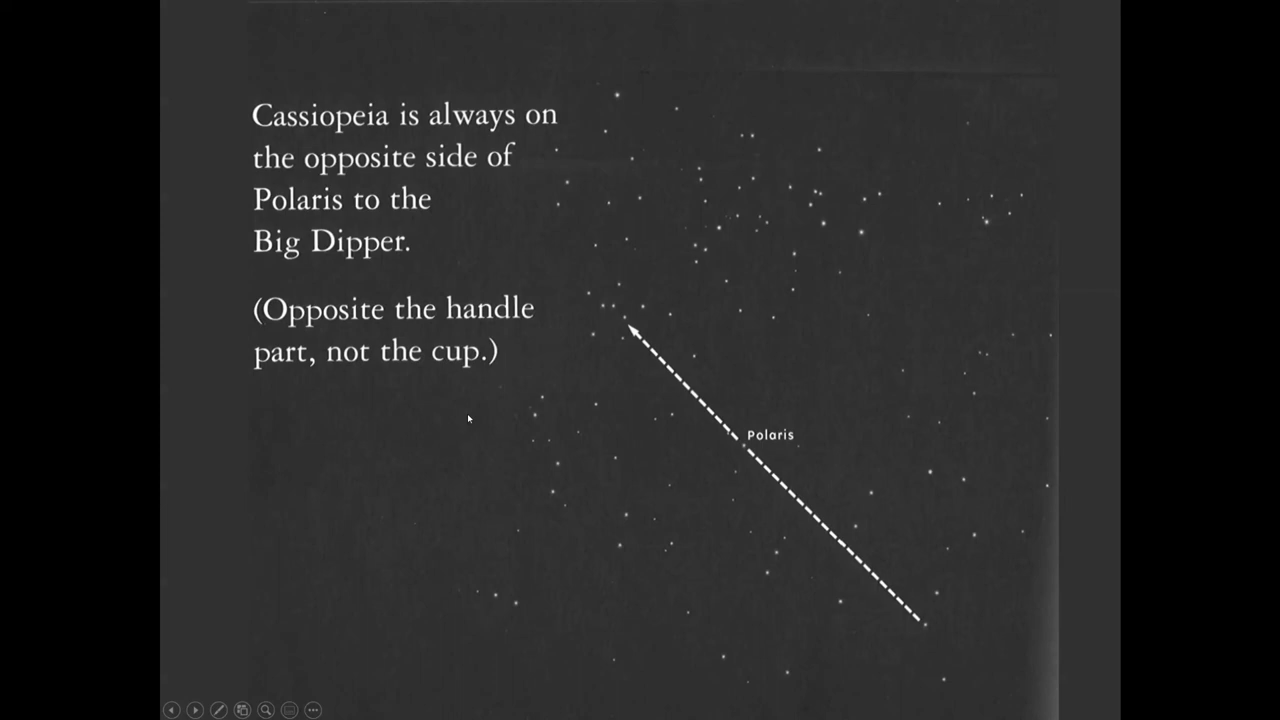 Cassiopeia is always on
the opposite side of
Polaris to the
Big Dipper.
(Opposite the handle
part, not the cup.)
Polaris